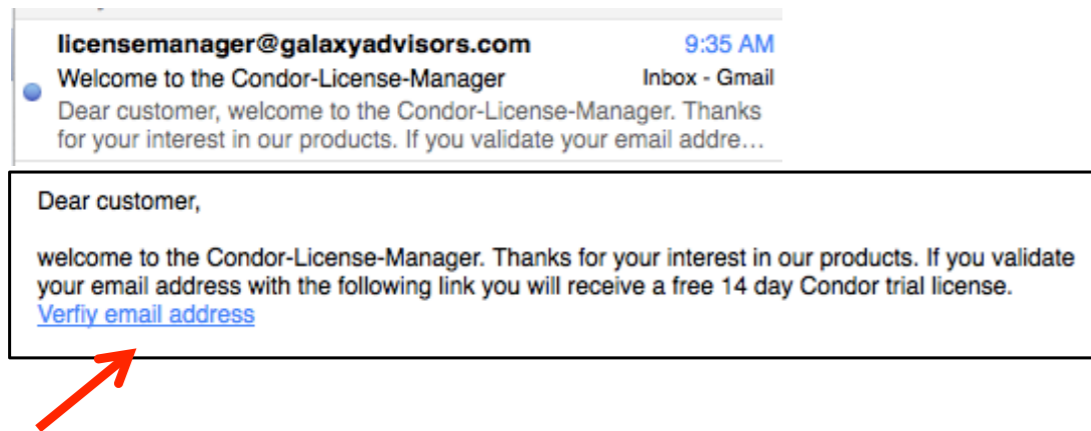 licensemanager@galaxyadvisors.com 9:35 AM
Welcome to the Condor-License-Manager Inbox - Gmail
Dear customer, welcome to the Condor-License-Manager. Thanks
for your interest in our products. If you validate your email addre…
Dear customer,
welcome to the Condor-License-Manager. Thanks for your interest in our products. If you validate
your email address with the following link you will receive a free 14 day Condor trial license.
Verfiy email address